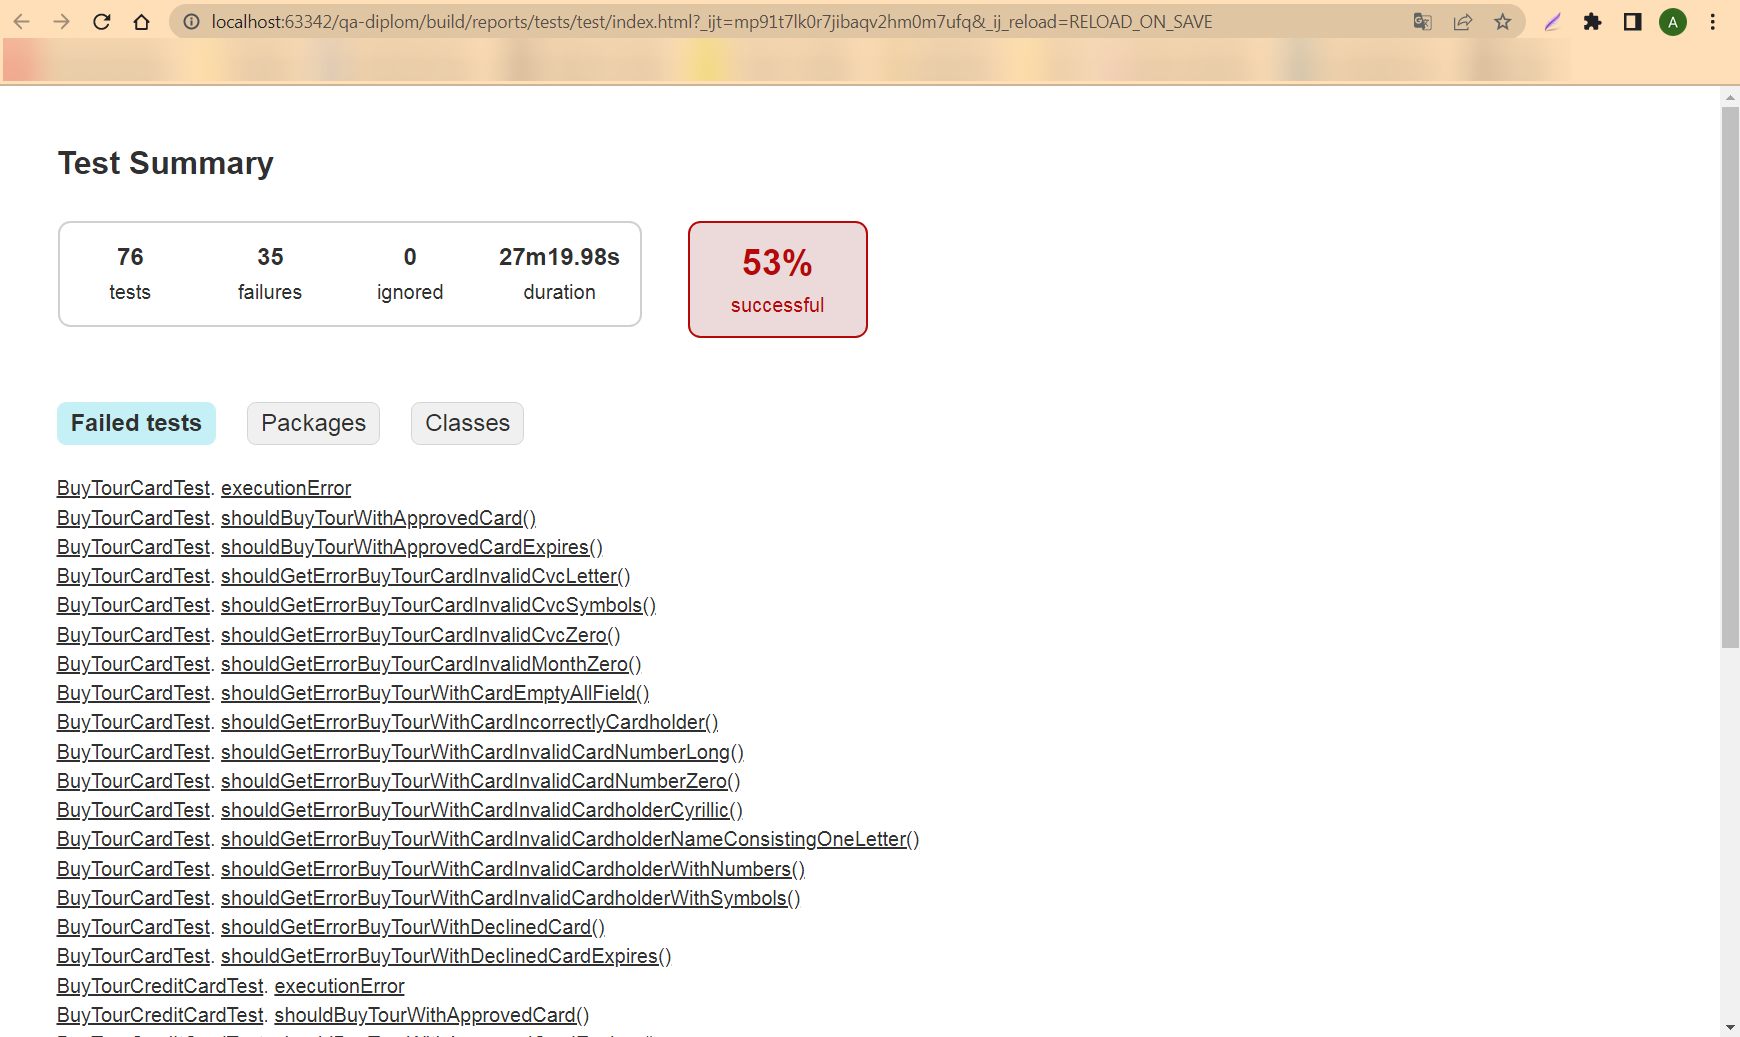 localhost:63342/qa-diplom/build/reports/tests/test/index.html?_ijt=mp91t7lk0r7jibaqv2hm0m7ufq&_ij_reload=RELOAD_ON_SAVE
A
Test Summary
76 35 0 27m19.98s
tests failures ignored duration
53%
successful
Failed tests Packages Classes
BuyTourCardTest. executionError
BuyTourCardTest. shouldBuyTourWithApprovedCard()
BuyTourCardTest. shouldBuyTourWithApprovedCardExpires()
BuyTourCardTest. shouldGetErrorBuyTourCardInvalidCvcLetter()
BuyTourCardTest. shouldGetErrorBuyTourCardInvalidCvcSymbols()
BuyTourCardTest. shouldGetErrorBuyTourCardInvalidCvcZero()
BuyTourCardTest. shouldGetErrorBuyTourCardInvalidMonthZero()
BuyTourCardTest. shouldGetErrorBuyTourWithCardEmptyAllField()
BuyTourCardTest. shouldGetErrorBuyTourWithCardIncorrectlyCardholder()
BuyTourCardTest. shouldGetErrorBuyTourWithCardInvalidCardNumberLong()
BuyTourCardTest. shouldGetErrorBuyTourWithCardInvalidCardNumberZero()
BuyTourCardTest. shouldGetErrorBuyTourWithCardInvalidCardholderCyrillic()
BuyTourCardTest. shouldGetErrorBuyTourWithCardInvalidCardholderNameConsistingOneLetter()
BuyTourCardTest. shouldGetErrorBuyTourWithCardInvalidCardholderWithNumbers()
BuyTourCardTest. shouldGetErrorBuyTourWithCardInvalidCardholderWithSymbols()
BuyTourCardTest. shouldGetErrorBuyTourWithDeclinedCard()
BuyTourCardTest. shouldGetErrorBuyTourWithDeclinedCardExpires()
BuyTourCreditCardTest. executionError
BuyTourCreditCardTest. shouldBuyTourWithApprovedCard()